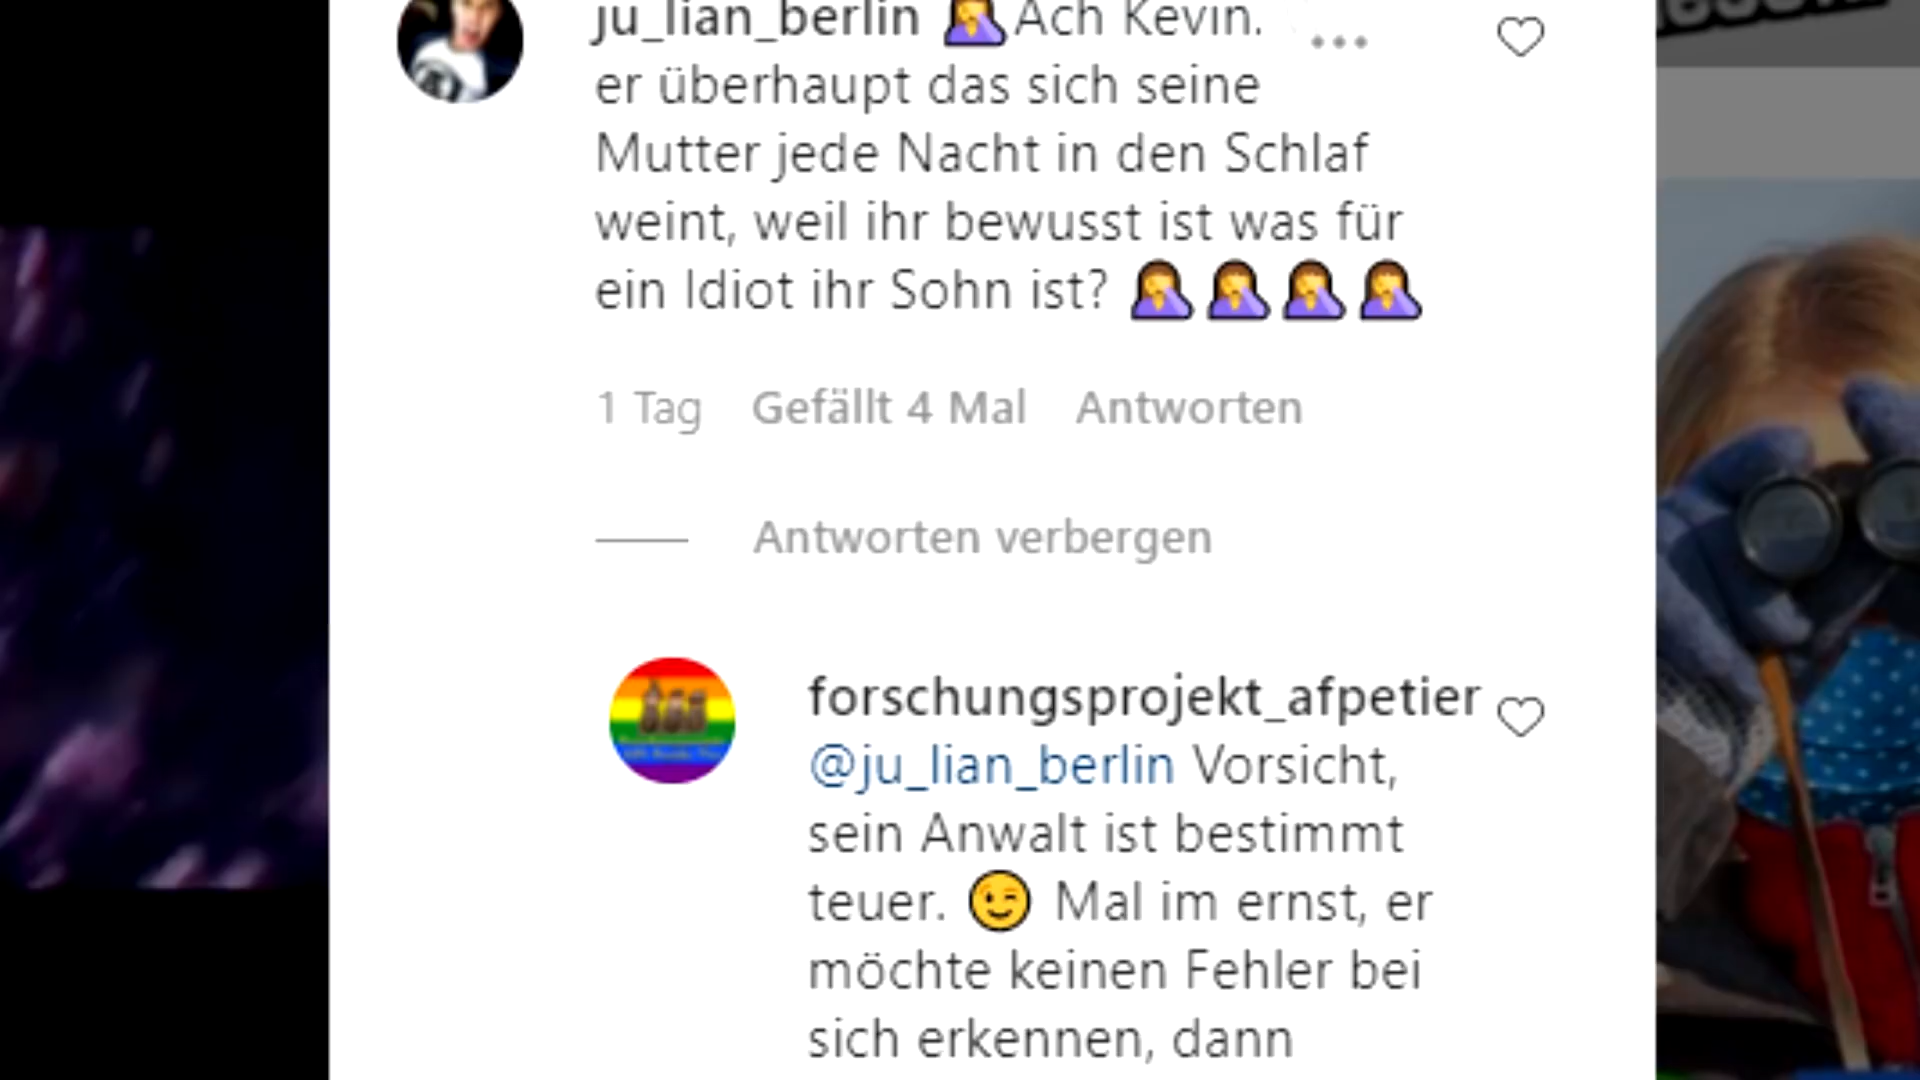 ju_lian_berlin 🤦‍♀️Ach Kevin.
er überhaupt das sich seine
Mutter jede Nacht in den Schlaf
weint, weil ihr bewusst ist was für
ein Idiot ihr Sohn ist? 🤦‍♀️🤦‍♀️🤦‍♀️🤦‍♀️
1 Tag Gefällt 4 Mal Antworten
Antworten verbergen
forschungsprojekt_afpetier
@ju_lian_berlin Vorsicht,
sein Anwalt ist bestimmt
teuer. 😉 Mal im ernst, er
möchte keinen Fehler bei
sich erkennen, dann